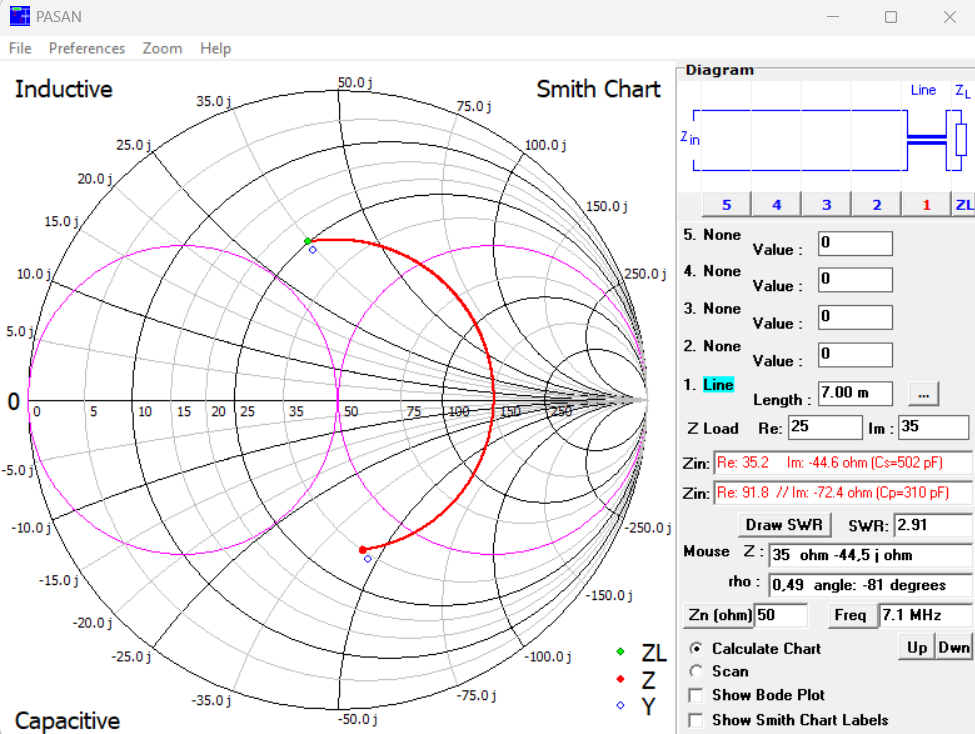 PASAN
File Preferences Zoom Help
Inductive
Smith Chart
50.0 j
35.0 j
75.0 j
25.0 j
100.0 j
20.0 j
150.0 j
15.0 j
10.0 j
250.0 j
5.0 j
0
0 5 10 15 20 25 35 50 75 100 150 250
-5.0 j
-10.0 j
-250.0 j
-15.0 j
-150.0 j
-20.0 j
-25.0 j
-100.0 j
-35.0 j
-75.0 j
-50.0 j
ZL
Z
Y
Capacitive
Diagram
Line ZL
Zin
5 4 3 2 1 ZL
5. None Value : 0
4. None Value : 0
3. None Value : 0
2. None Value : 0
1. Line Length : 7.00 m ...
Z Load Re: 25 Im : 35
Zin: Re: 35.2 Im: -44.6 ohm (Cs=502 pF)
Zin: Re: 91.8 // Im: -72.4 ohm (Cp=310 pF)
Draw SWR SWR: 2.91
Mouse Z : 35 ohm -44,5 j ohm
rho : 0,49 angle: -81 degrees
Zn (ohm) 50 Freq 7.1 MHz
Calculate Chart Up Dwn
Scan
Show Bode Plot
Show Smith Chart Labels